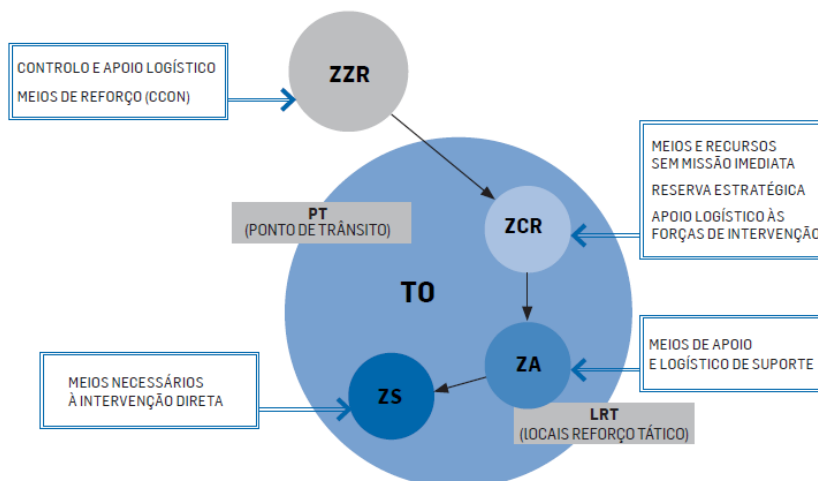 ZZR
CONTROLO E APOIO LOGÍSTICO
MEIOS DE REFORÇO (CCON)
MEIOS E RECURSOS
SEM MISSÃO IMEDIATA
RESERVA ESTRATÉGICA
APOIO LOGÍSTICO ÀS
FORÇAS DE INTERVENÇÃO
PT
(PONTO DE TRÂNSITO)
ZCR
TO
MEIOS DE APOIO
E LOGÍSTICO DE SUPORTE
ZA
MEIOS NECESSÁRIOS
À INTERVENÇÃO DIRETA
ZS
LRT
(LOCAIS REFORÇO TÁTICO)